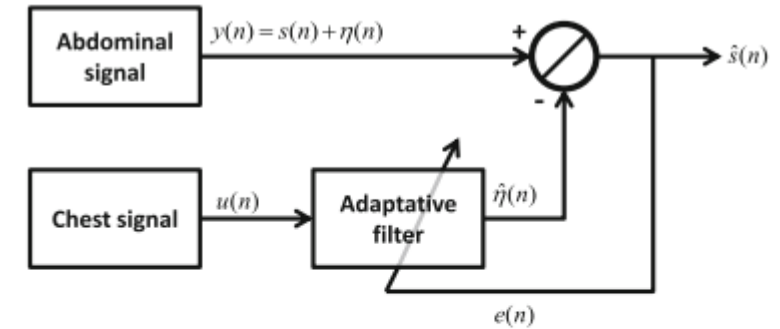 Abdominal
signal
y(n) = s(n) + η(n)
+
ŝ(n)
-
Chest signal
u(n)
Adaptative
filter
η̂(n)
e(n)